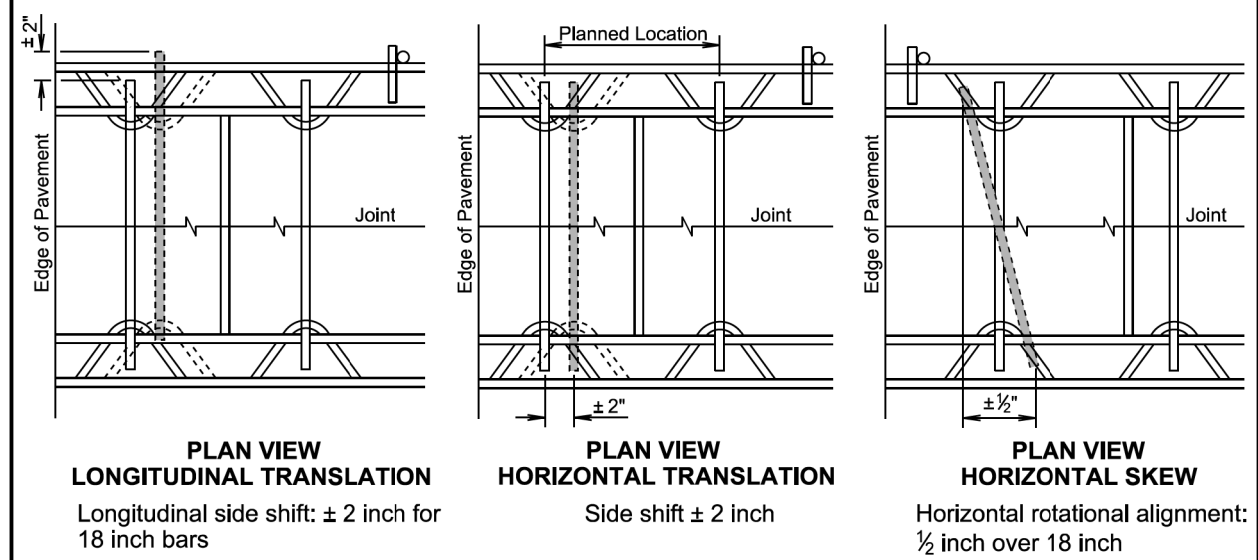 ± 2"
Edge of Pavement
Joint
PLAN VIEW
LONGITUDINAL TRANSLATION
Longitudinal side shift: ± 2 inch for
18 inch bars
Planned Location
Edge of Pavement
Joint
± 2"
PLAN VIEW
HORIZONTAL TRANSLATION
Side shift ± 2 inch
Edge of Pavement
Joint
± ½"
PLAN VIEW
HORIZONTAL SKEW
Horizontal rotational alignment:
½ inch over 18 inch